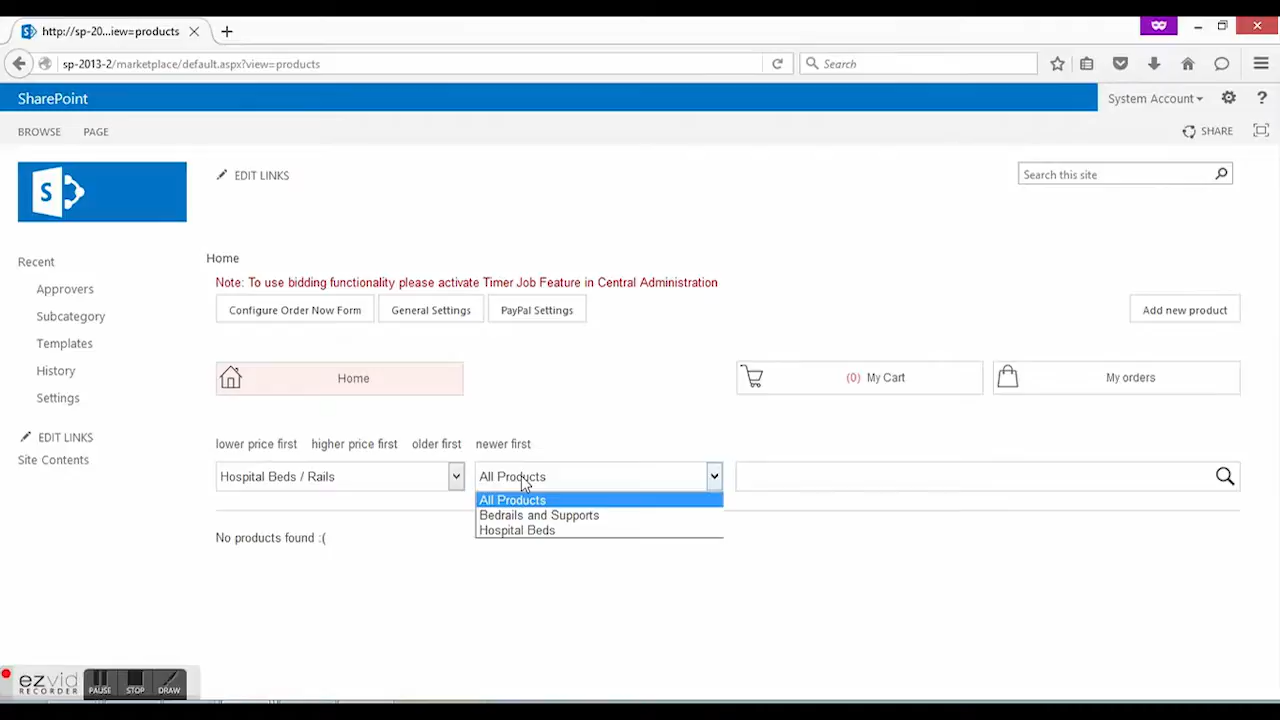 http://sp-20...iew=products
sp-2013-2/marketplace/default.aspx?view=products
Search
SharePoint
System Account
?
BROWSE PAGE
SHARE
S
EDIT LINKS
Search this site
Home
Recent
Approvers
Subcategory
Templates
History
Settings
EDIT LINKS
Site Contents
Note: To use bidding functionality please activate Timer Job Feature in Central Administration
Configure Order Now Form General Settings PayPal Settings Add new product
Home (0) My Cart My orders
lower price first higher price first older first newer first
Hospital Beds / Rails All Products
All Products
Bedrails and Supports
Hospital Beds
No products found :(
ezvid
RECORDER
PAUSE STOP DRAW